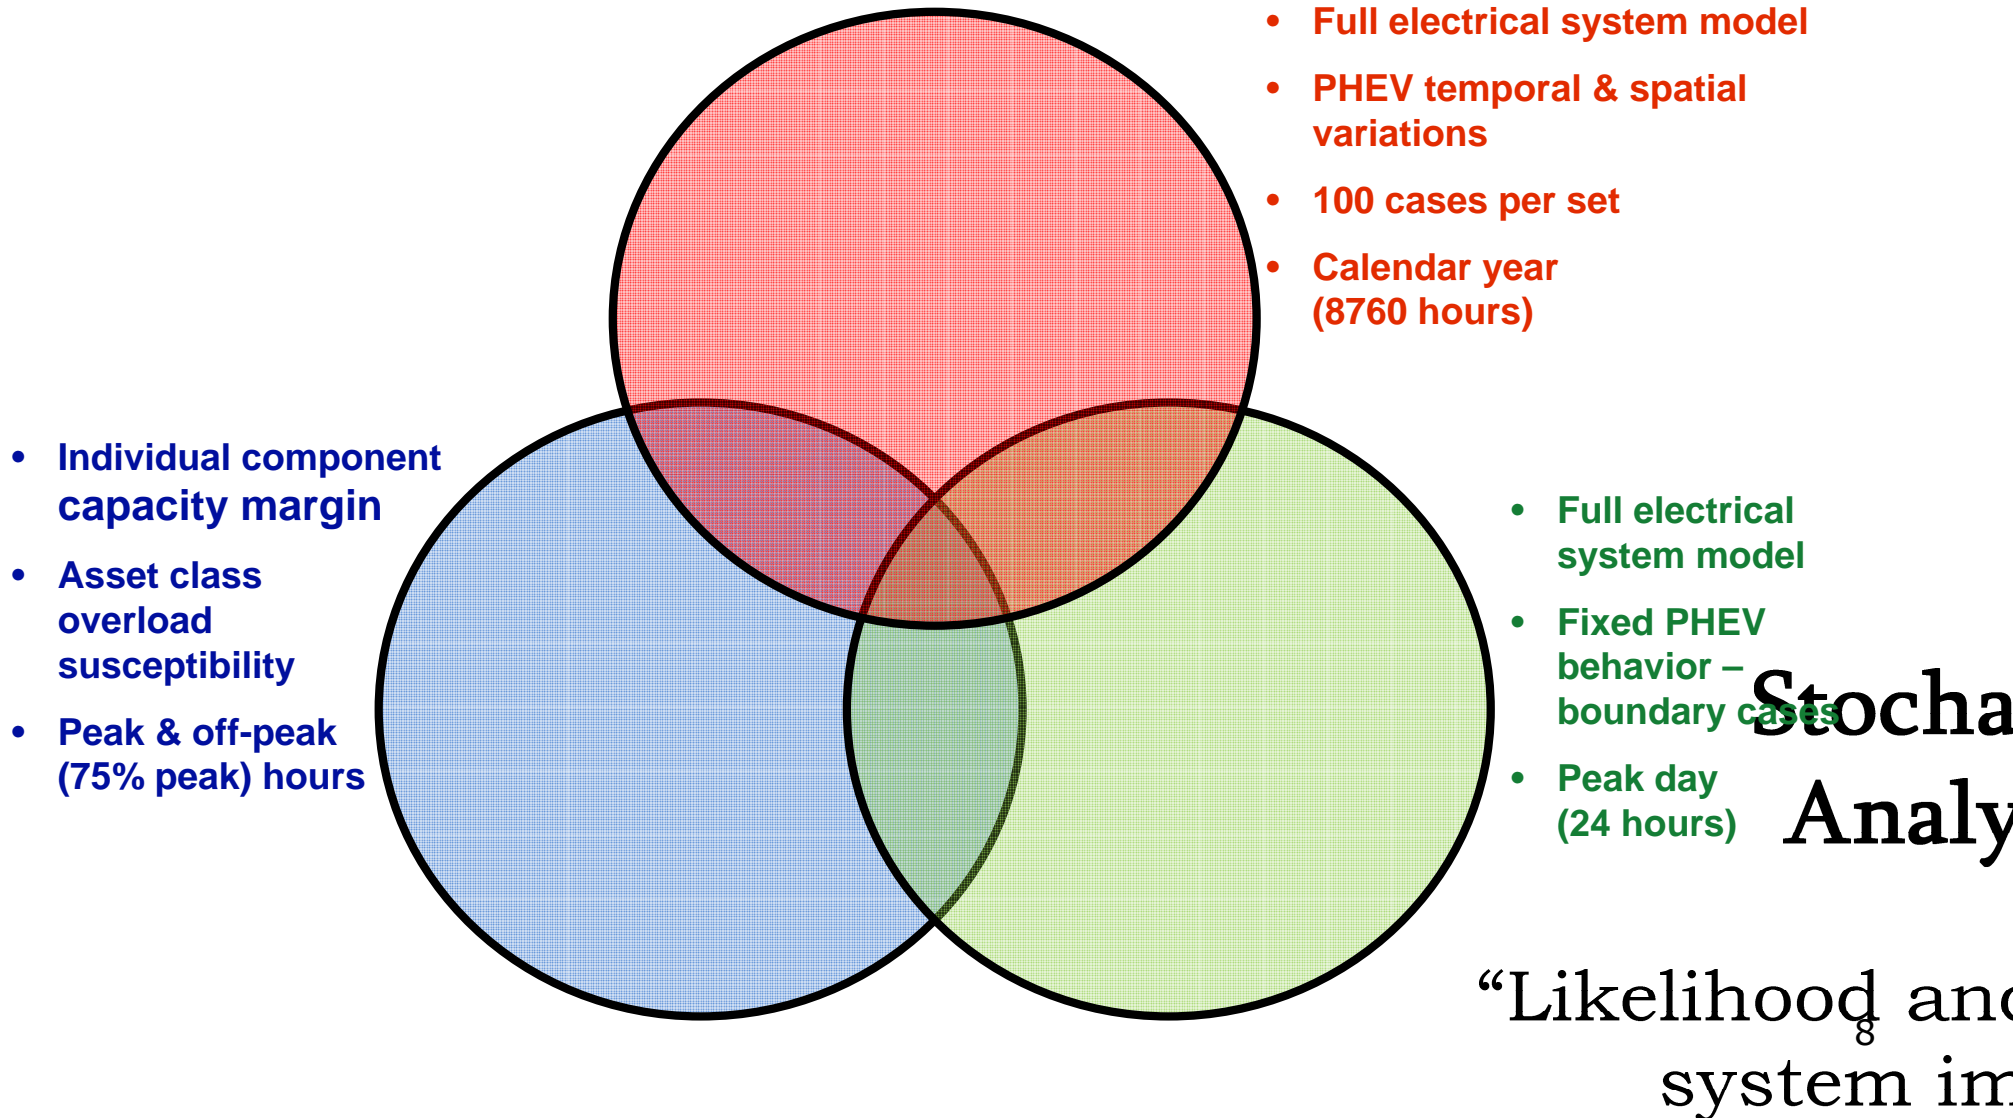 • Full electrical system model
• PHEV temporal & spatial
variations
• 100 cases per set
• Calendar year
(8760 hours)
• Individual component
capacity margin
• Asset class
overload
susceptibility
• Peak & off-peak
(75% peak) hours
• Full electrical
system model
• Fixed PHEV
behavior –
boundary cases
• Peak day
(24 hours)
Stocha
Analy
“Likelihood and
system im
8